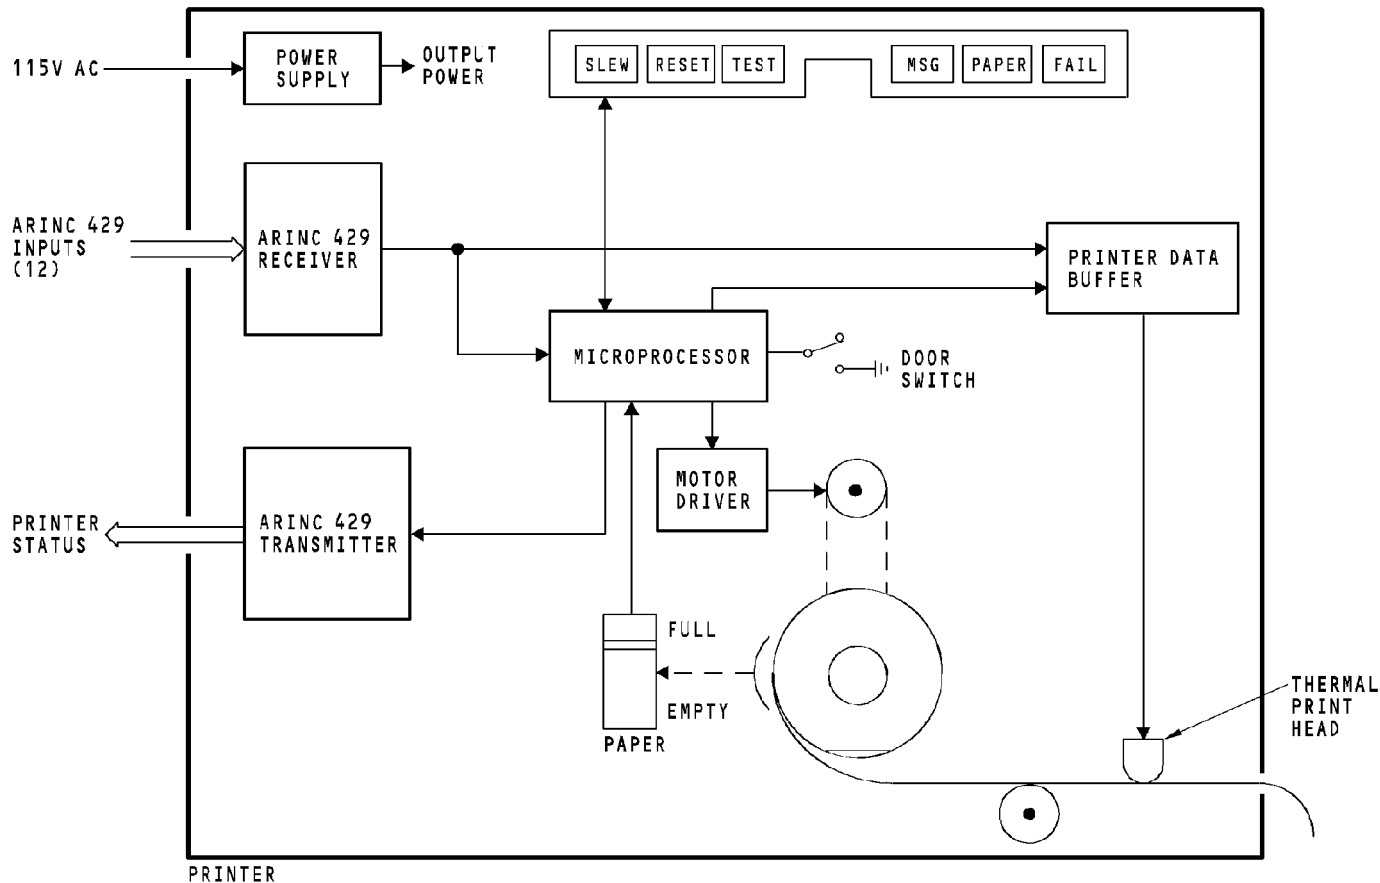 115V AC
POWER
SUPPLY
OUTPUT
POWER
SLEW
RESET
TEST
MSG
PAPER
FAIL
ARINC 429
INPUTS
(12)
ARINC 429
RECEIVER
PRINTER DATA
BUFFER
MICROPROCESSOR
DOOR
SWITCH
PRINTER
STATUS
ARINC 429
TRANSMITTER
MOTOR
DRIVER
FULL
EMPTY
PAPER
THERMAL
PRINT
HEAD
PRINTER